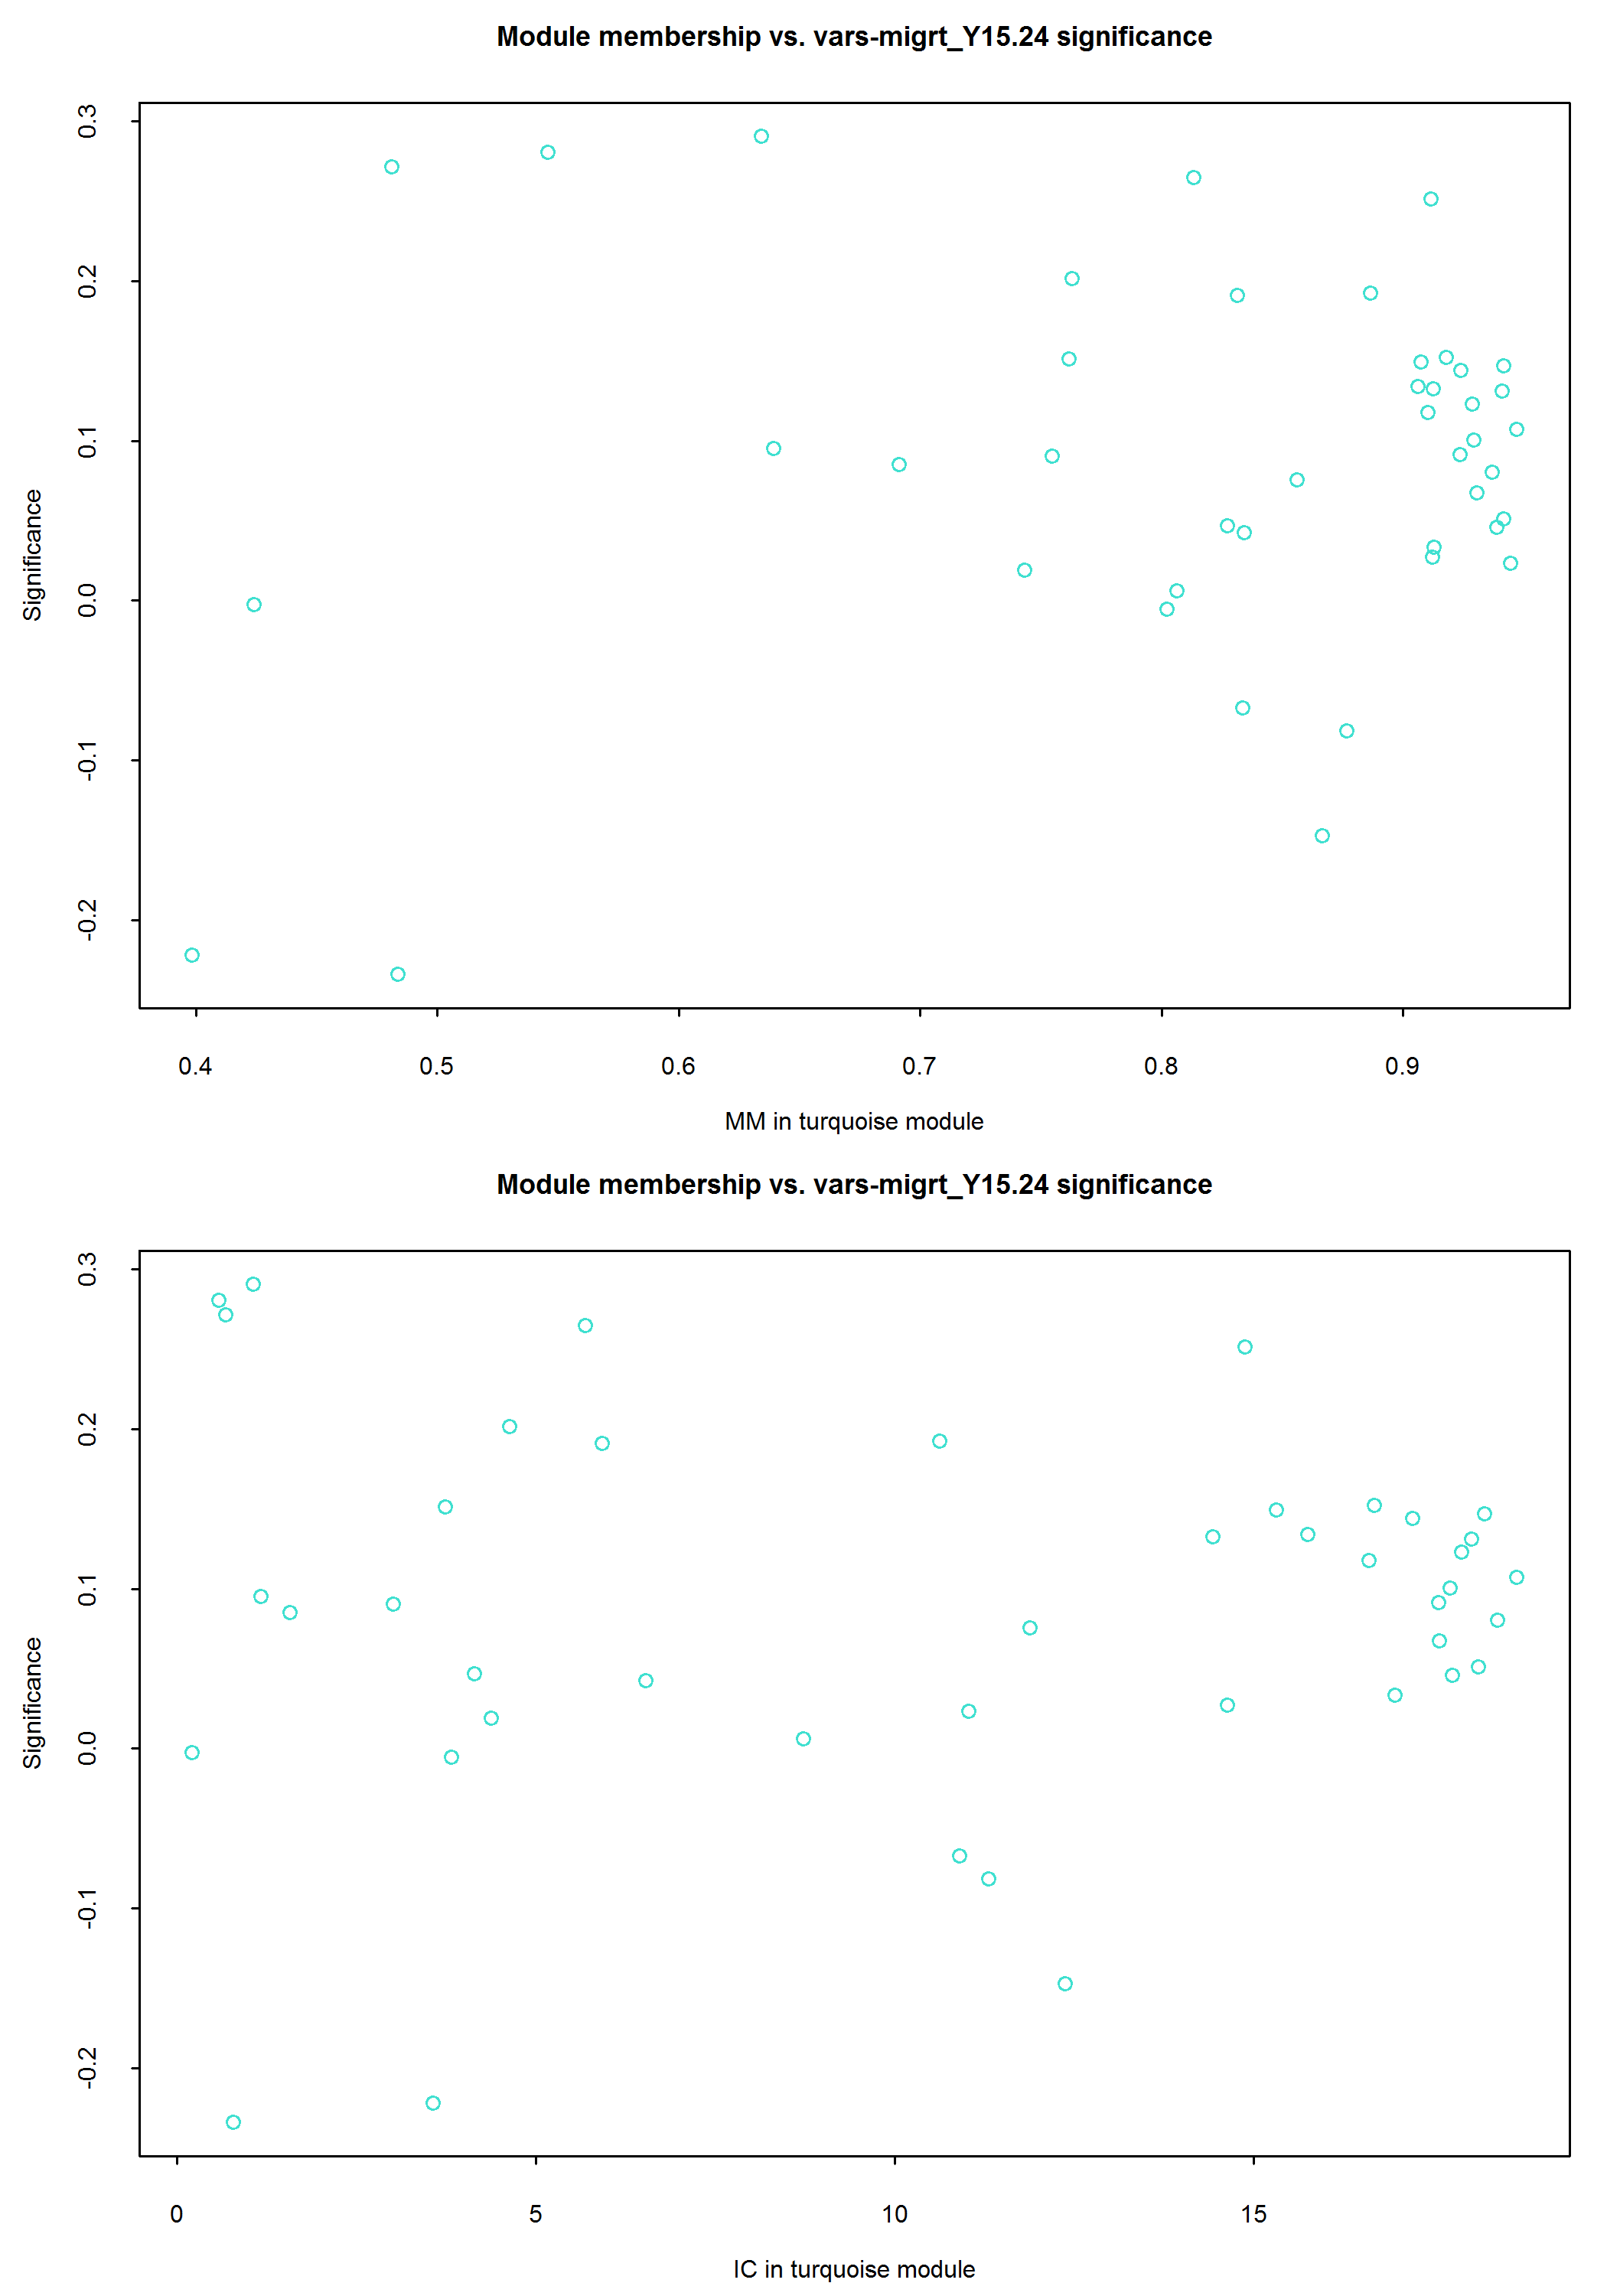 Module membership vs. vars-migrt_Y15.24 significance
0.3
0.2
0.1
0.0
-0.1
-0.2
Significance
0.4 0.5 0.6 0.7 0.8 0.9
MM in turquoise module
Module membership vs. vars-migrt_Y15.24 significance
0.3
0.2
0.1
0.0
-0.1
-0.2
Significance
0 5 10 15
IC in turquoise module